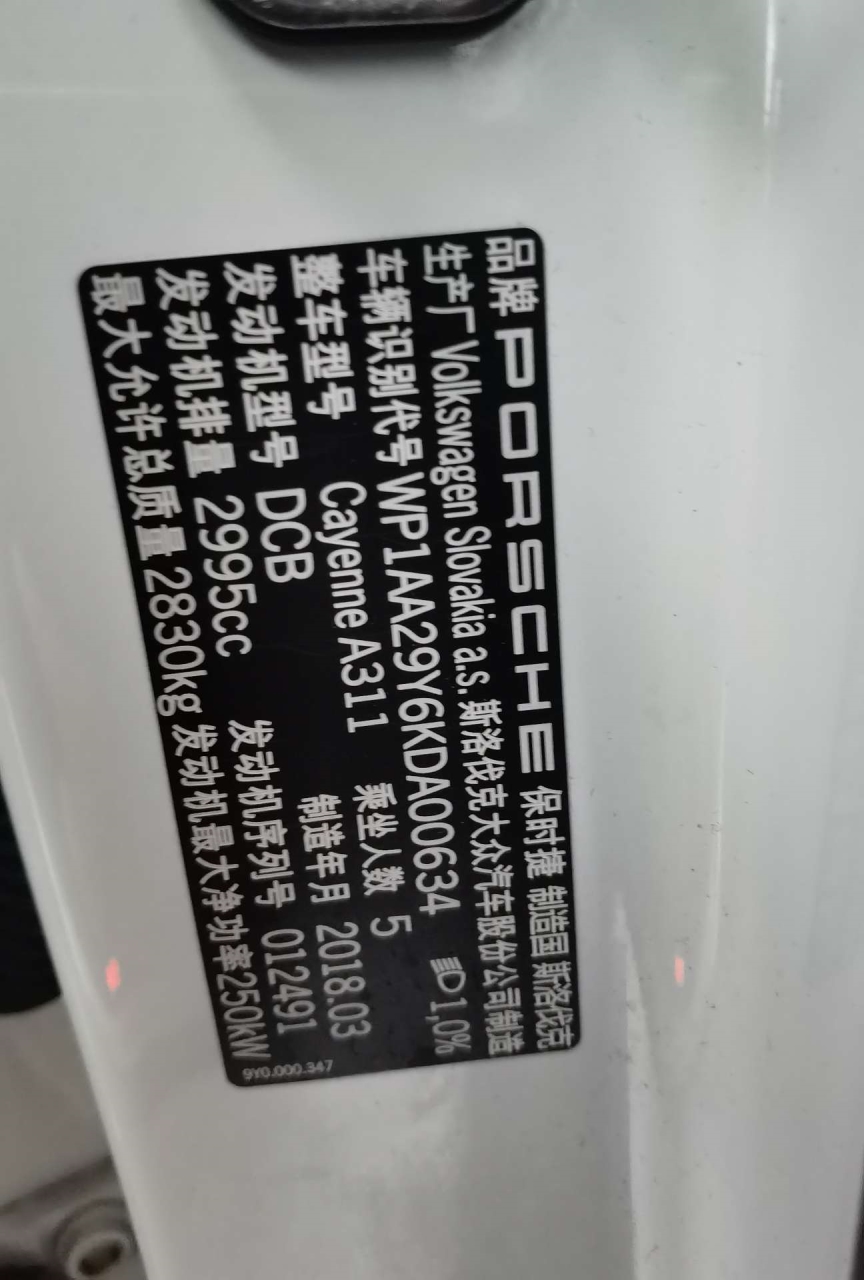 品牌 PORSCHE 保时捷 制造国 斯洛伐克
生产厂 Volkswagen Slovakia a.s. 斯洛伐克大众汽车股份公司制造
车辆识别代号 WP1AA29Y6KDA00634 1,0%
整车型号 Cayenne A311 乘坐人数 5
发动机型号 DCB 制造年月 2018.03
发动机排量 2995cc 发动机序列号 012491
最大允许总质量 2830kg 发动机最大净功率250kW
9Y0.000.347